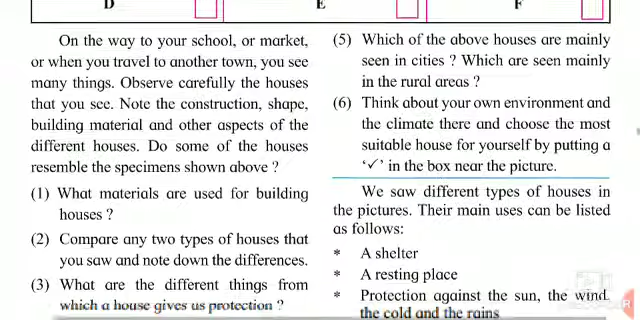 D E F
On the way to your school, or market,
or when you travel to another town, you see
many things. Observe carefully the houses
that you see. Note the construction, shape,
building material and other aspects of the
different houses. Do some of the houses
resemble the specimens shown above ?
(1) What materials are used for building
houses ?
(2) Compare any two types of houses that
you saw and note down the differences.
(3) What are the different things from
which a house gives us protection ?
(5) Which of the above houses are mainly
seen in cities ? Which are seen mainly
in the rural areas ?
(6) Think about your own environment and
the climate there and choose the most
suitable house for yourself by putting a
‘✓’ in the box near the picture.
We saw different types of houses in
the pictures. Their main uses can be listed
as follows:
* A shelter
* A resting place
* Protection against the sun, the wind,
the cold and the rains